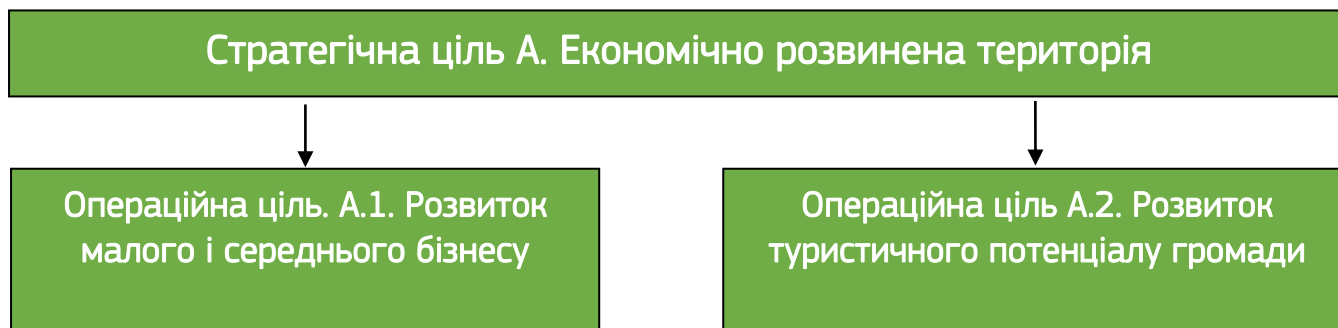 Стратегічна ціль А. Економічно розвинена територія
Операційна ціль. А.1. Розвиток
малого і середнього бізнесу
Операційна ціль А.2. Розвиток
туристичного потенціалу громади